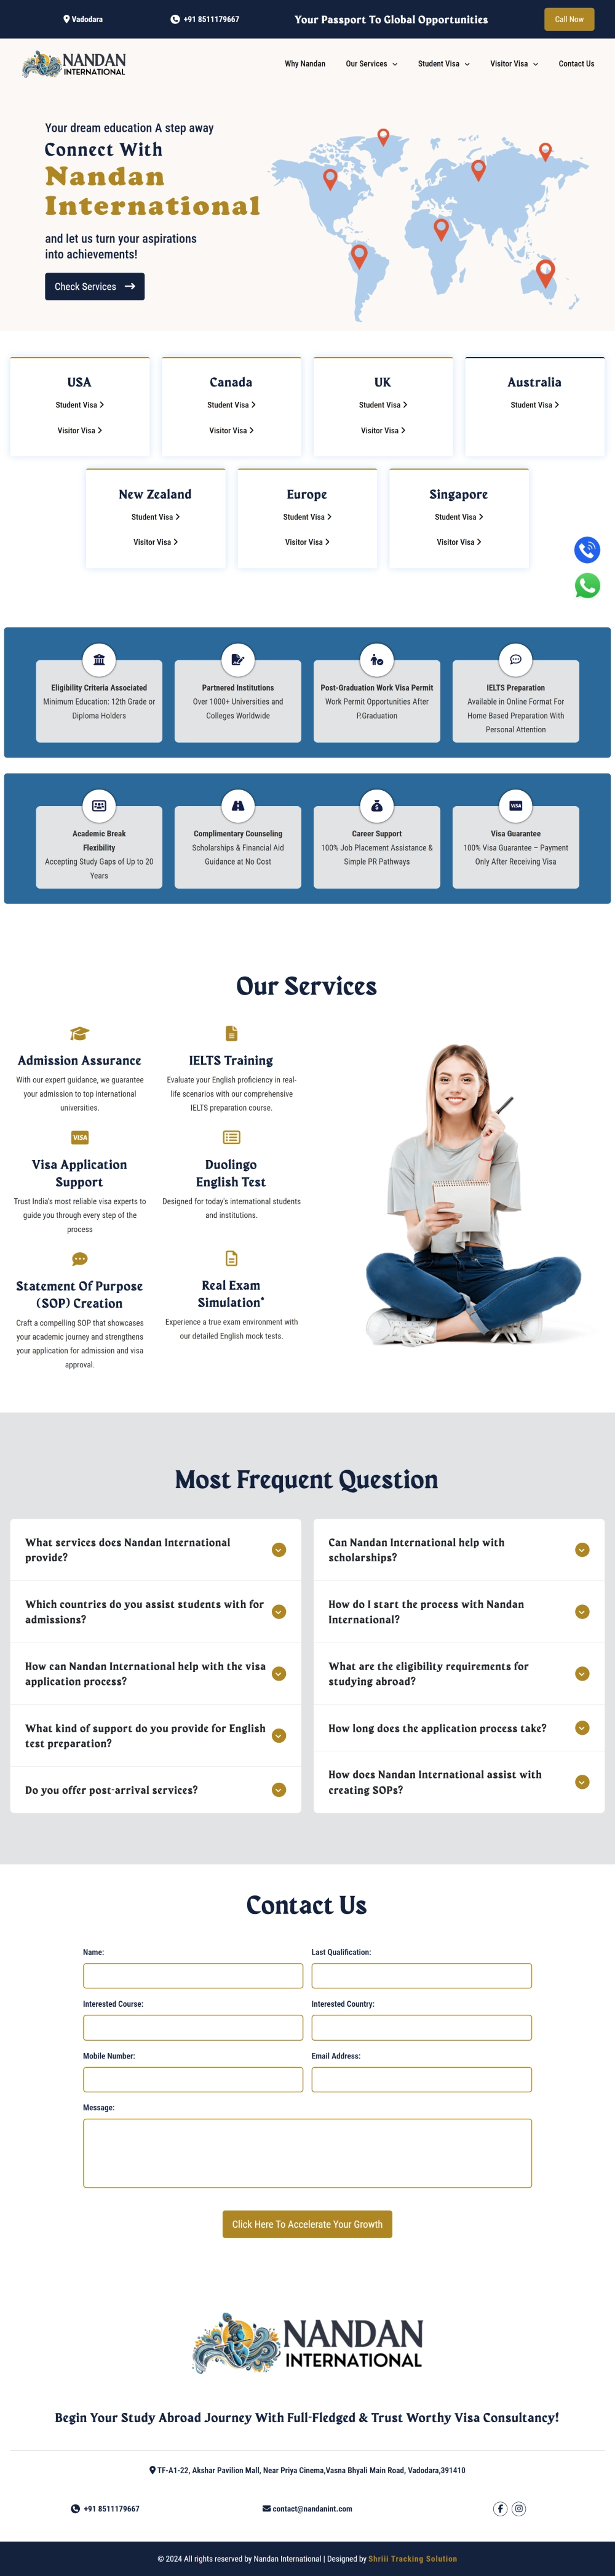 Vadodara
+91 8511179667
Your Passport To Global Opportunities
Call Now
NANDAN
INTERNATIONAL
Why Nandan
Our Services
Student Visa
Visitor Visa
Contact Us
Your dream education A step away
Connect With
Nandan
International
and let us turn your aspirations
into achievements!
Check Services
USA
Student Visa
Visitor Visa
Canada
Student Visa
Visitor Visa
UK
Student Visa
Visitor Visa
Australia
Student Visa
New Zealand
Student Visa
Visitor Visa
Europe
Student Visa
Visitor Visa
Singapore
Student Visa
Visitor Visa
Eligibility Criteria Associated
Minimum Education: 12th Grade or
Diploma Holders
Partnered Institutions
Over 1000+ Universities and
Colleges Worldwide
Post-Graduation Work Visa Permit
Work Permit Opportunities After
P.Graduation
IELTS Preparation
Available in Online Format For
Home Based Preparation With
Personal Attention
Academic Break
Flexibility
Accepting Study Gaps of Up to 20
Years
Complimentary Counseling
Scholarships & Financial Aid
Guidance at No Cost
Career Support
100% Job Placement Assistance &
Simple PR Pathways
VISA
Visa Guarantee
100% Visa Guarantee – Payment
Only After Receiving Visa
Our Services
Admission Assurance
With our expert guidance, we guarantee
your admission to top international
universities.
IELTS Training
Evaluate your English proficiency in real-
life scenarios with our comprehensive
IELTS preparation course.
VISA
Visa Application
Support
Trust India's most reliable visa experts to
guide you through every step of the
process
Duolingo
English Test
Designed for today's international students
and institutions.
Statement Of Purpose
(SOP) Creation
Craft a compelling SOP that showcases
your academic journey and strengthens
your application for admission and visa
approval.
Real Exam
Simulation*
Experience a true exam environment with
our detailed English mock tests.
Most Frequent Question
What services does Nandan International
provide?
Which countries do you assist students with for
admissions?
How can Nandan International help with the visa
application process?
What kind of support do you provide for English
test preparation?
Do you offer post-arrival services?
Can Nandan International help with
scholarships?
How do I start the process with Nandan
International?
What are the eligibility requirements for
studying abroad?
How long does the application process take?
How does Nandan International assist with
creating SOPs?
Contact Us
Name:
Last Qualification:
Interested Course:
Interested Country:
Mobile Number:
Email Address:
Message:
Click Here To Accelerate Your Growth
NANDAN
INTERNATIONAL
Begin Your Study Abroad Journey With Full-Fledged & Trust Worthy Visa Consultancy!
TF-A1-22, Akshar Pavilion Mall, Near Priya Cinema,Vasna Bhyali Main Road, Vadodara,391410
+91 8511179667
contact@nandanint.com
© 2024 All rights reserved by Nandan International | Designed by Shriii Tracking Solution